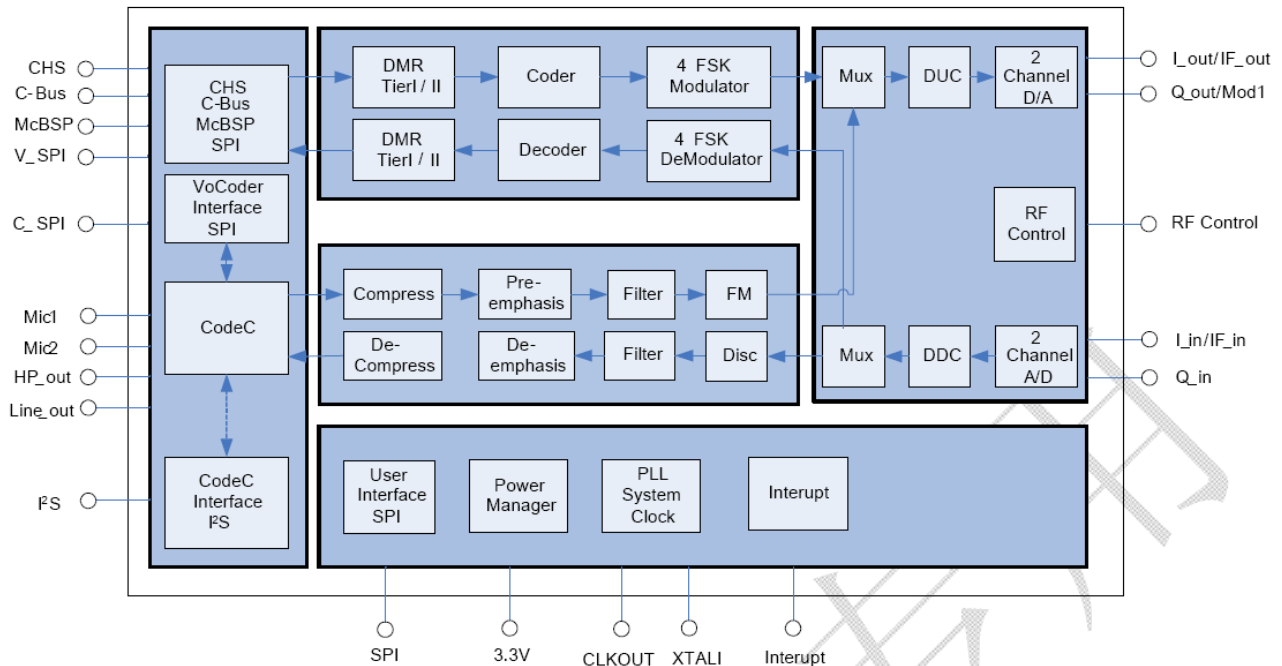 CHS
C-Bus
McBSP
V_SPI
C_SPI
Mic1
Mic2
HP_out
Line_out
I²S
CHS
C-Bus
McBSP
SPI
VoCoder
Interface
SPI
CodeC
CodeC
Interface
I²S
DMR
TierI / II
Coder
4 FSK
Modulator
DMR
TierI / II
Decoder
4 FSK
DeModulator
Compress
Pre-
emphasis
Filter
FM
De-
Compress
De-
emphasis
Filter
Disc
Mux
DUC
2
Channel
D/A
RF
Control
Mux
DDC
2
Channel
A/D
I_out/IF_out
Q_out/Mod1
RF Control
I_in/IF_in
Q_in
User
Interface
SPI
Power
Manager
PLL
System
Clock
Interupt
SPI
3.3V
CLKOUT
XTALI
Interupt